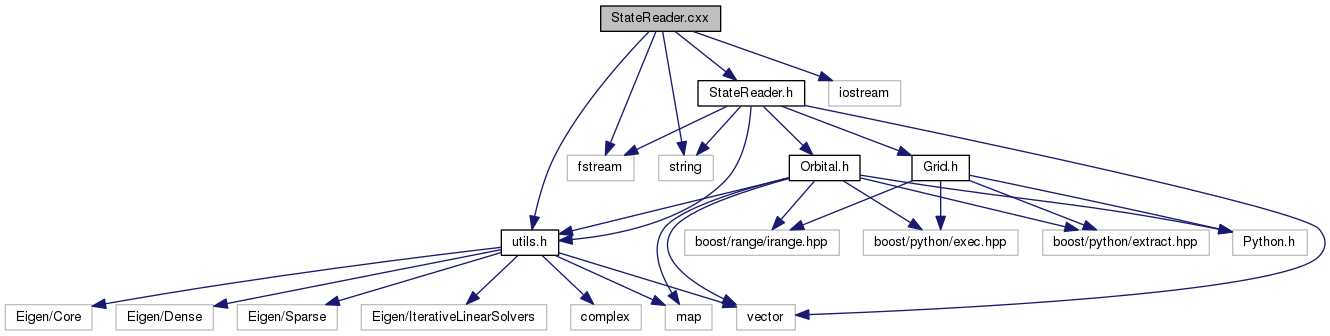 StateReader.cxx
StateReader.h
iostream
fstream
string
Orbital.h
Grid.h
utils.h
boost/range/irange.hpp
boost/python/exec.hpp
boost/python/extract.hpp
Python.h
Eigen/Core
Eigen/Dense
Eigen/Sparse
Eigen/IterativeLinearSolvers
complex
map
vector